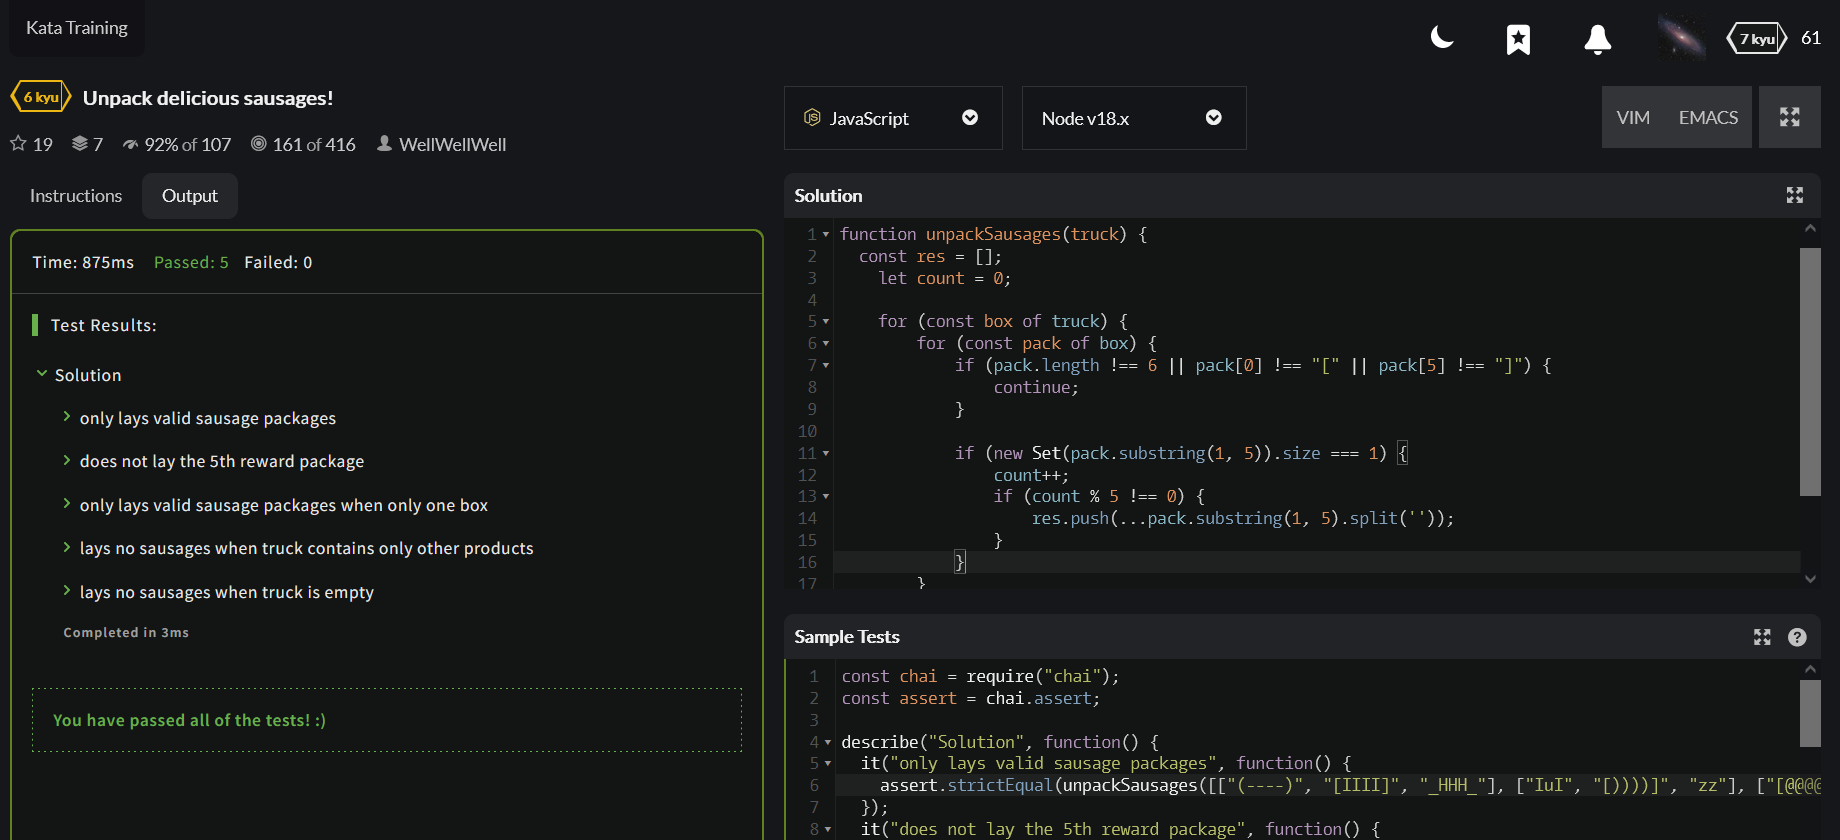 Kata Training
7 kyu 61
6 kyu Unpack delicious sausages!
19 7 92% of 107 161 of 416 WellWellWell
JavaScript Node v18.x VIM EMACS
Instructions Output
Time: 875ms Passed: 5 Failed: 0
Test Results:
Solution
only lays valid sausage packages
does not lay the 5th reward package
only lays valid sausage packages when only one box
lays no sausages when truck contains only other products
lays no sausages when truck is empty
Completed in 3ms
You have passed all of the tests! :)
Solution
1 function unpackSausages(truck) {
2 const res = [];
3 let count = 0;
4
5 for (const box of truck) {
6 for (const pack of box) {
7 if (pack.length !== 6 || pack[0] !== "[" || pack[5] !== "]") {
8 continue;
9 }
10
11 if (new Set(pack.substring(1, 5)).size === 1) {
12 count++;
13 if (count % 5 !== 0) {
14 res.push(...pack.substring(1, 5).split(''));
15 }
16 }
17 }
Sample Tests
1 const chai = require("chai");
2 const assert = chai.assert;
3
4 describe("Solution", function() {
5 it("only lays valid sausage packages", function() {
6 assert.strictEqual(unpackSausages([["(----)", "[IIII]", "_HHH_"], ["IuI", "[))))]", "zz"], ["[@@@@
7 });
8 it("does not lay the 5th reward package", function() {